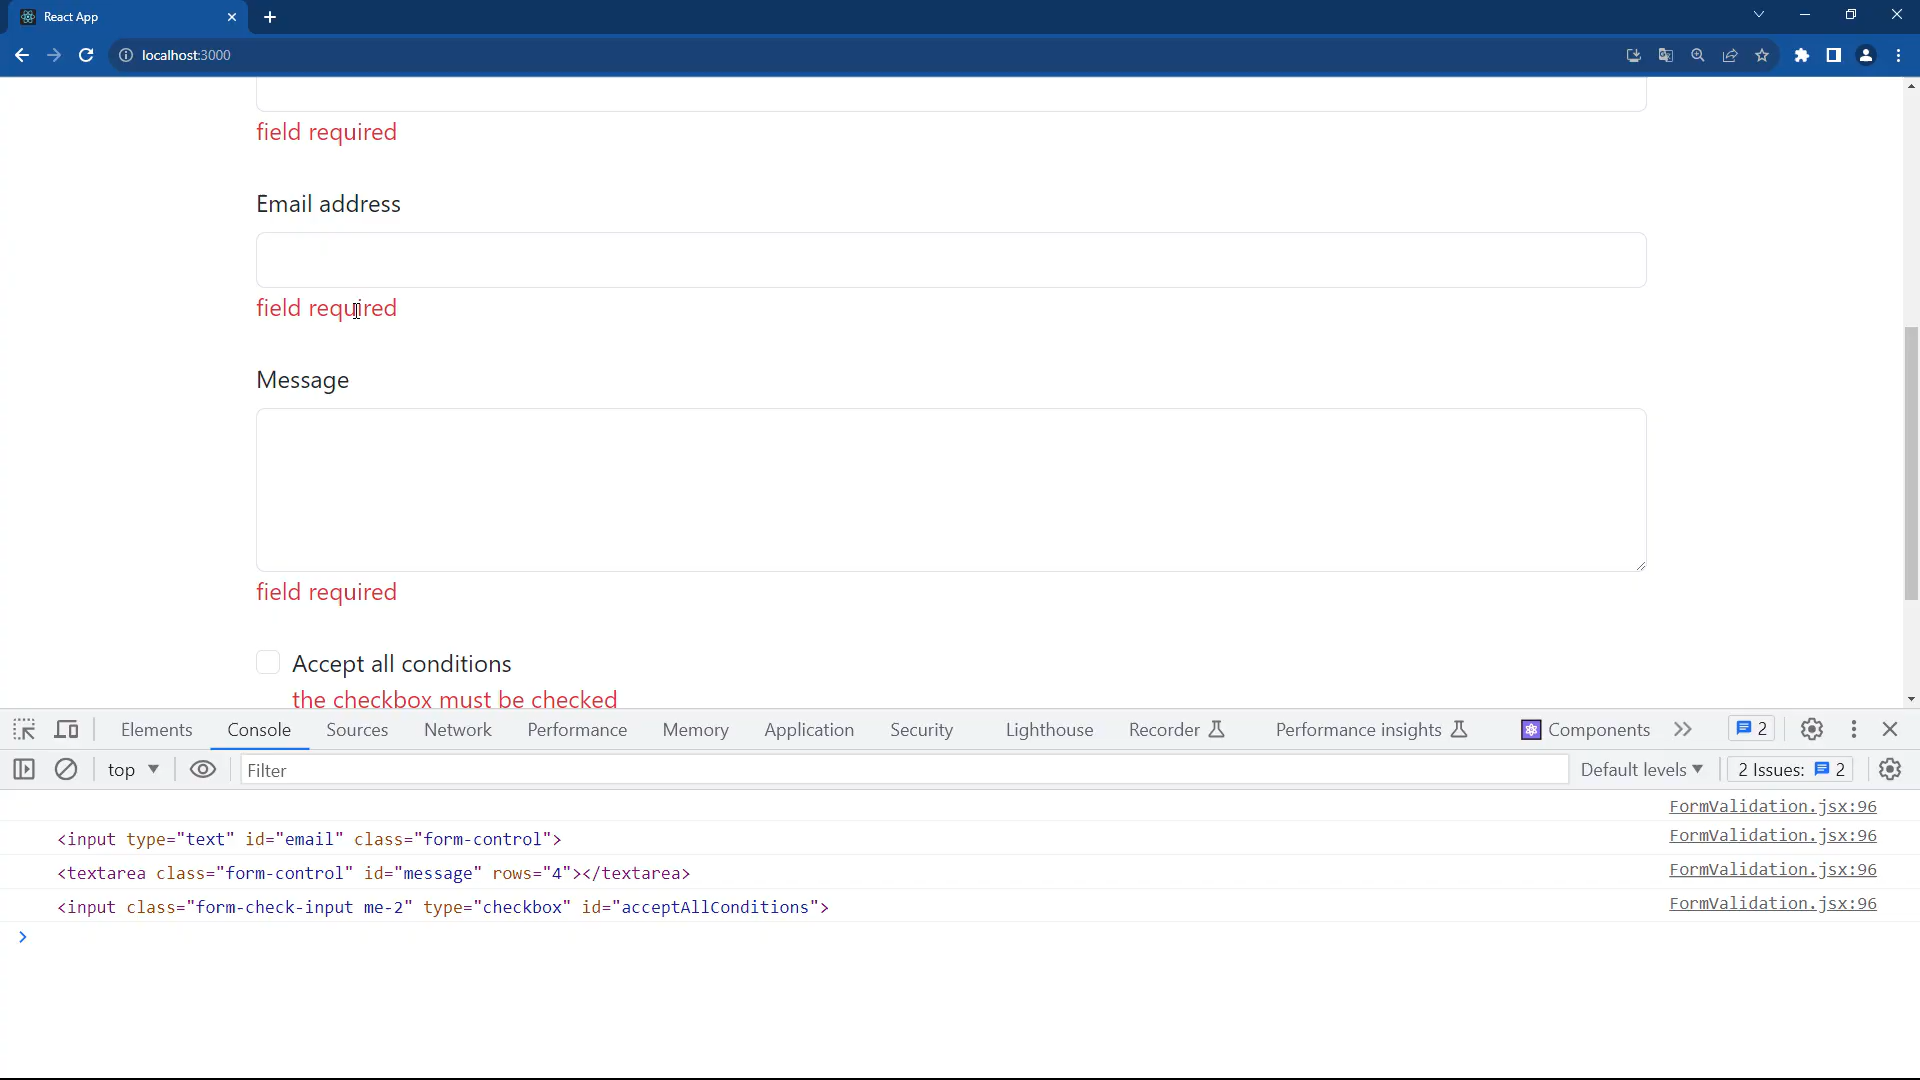 React App
localhost:3000
field required
Email address
field required
Message
field required
Accept all conditions
the checkbox must be checked
Elements Console Sources Network Performance Memory Application Security Lighthouse Recorder Performance insights Components 2
top Filter Default levels 2 Issues: 2
FormValidation.jsx:96
<input type="text" id="email" class="form-control"> FormValidation.jsx:96
<textarea class="form-control" id="message" rows="4"></textarea> FormValidation.jsx:96
<input class="form-check-input me-2" type="checkbox" id="acceptAllConditions"> FormValidation.jsx:96